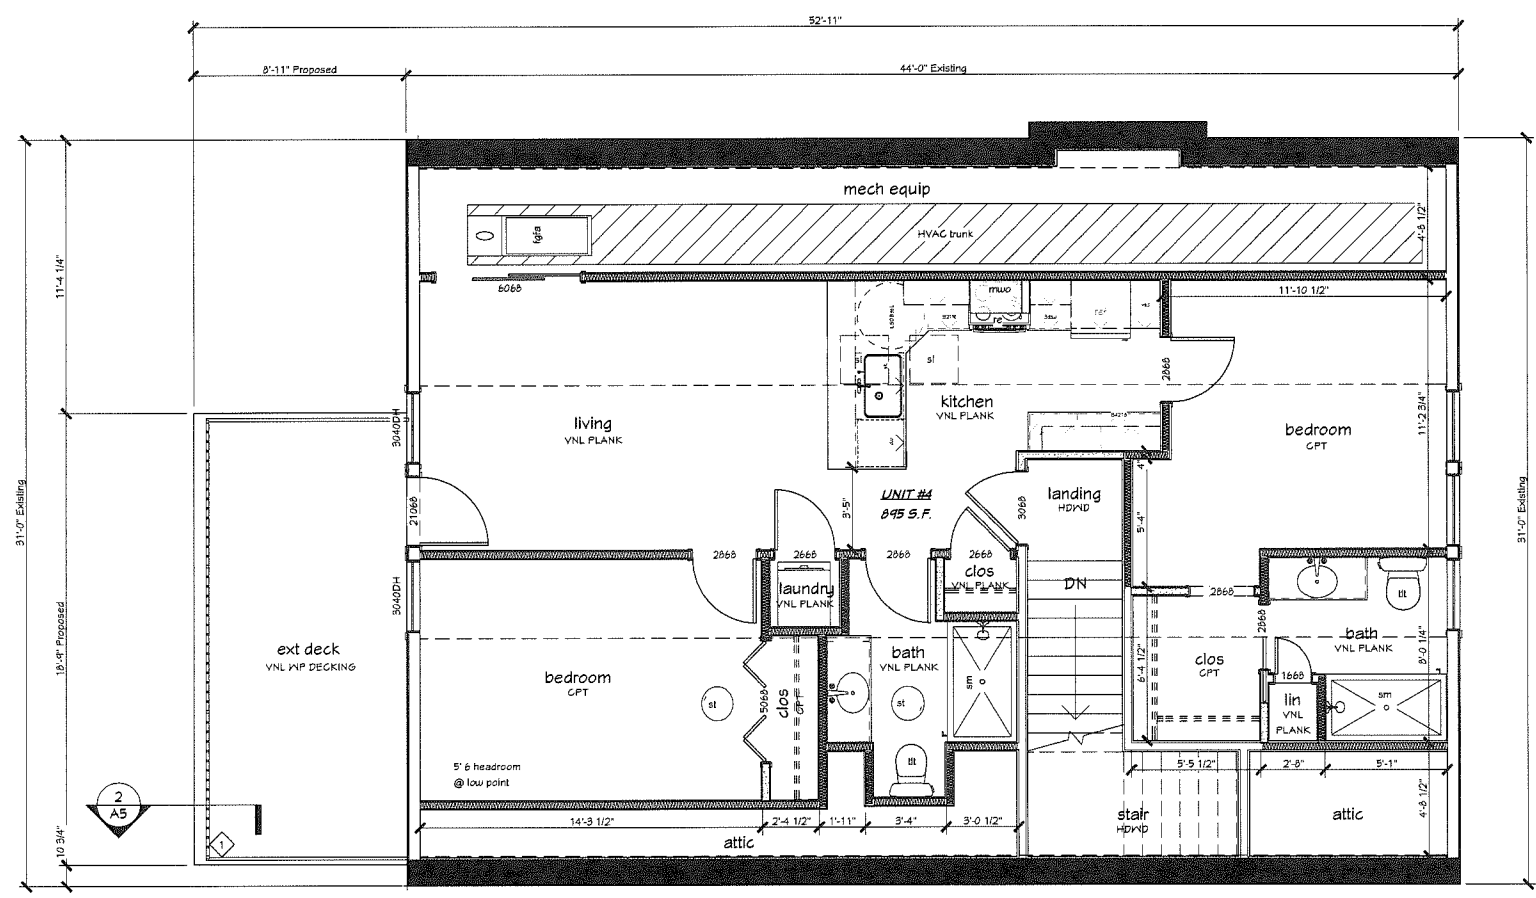 52'-11"
8'-11" Proposed
44'-0" Existing
mech equip
HVAC trunk
fgfa
6068
4'-8 1/2"
11'-4 1/4"
11'-10 1/2"
mwo
re
REF
sl
2868
kitchen
VNL PLANK
living
VNL PLANK
3040DH
bedroom
CPT
11'-2 3/4"
UNIT #4
895 S.F.
3'-5"
landing
HDWD
3068
4"
5'-4"
21068
31'-0" Existing
31'-0" Existing
2868
2668
2868
2668
clos
VNL PLANK
laundry
VNL PLANK
DN
2868
2868
tlt
3040DH
18'-9" Proposed
ext deck
VNL WP DECKING
bedroom
CPT
st
5068
clos
CPT
bath
VNL PLANK
st
sm
tlt
6'-4 1/2"
clos
CPT
bath
VNL PLANK
8'-0 1/4"
1668
lin
VNL
PLANK
sm
5' 6 headroom
@ low point
5'-5 1/2"
2'-8"
5'-1"
2
A5
1
10 3/4"
14'-3 1/2"
2'-4 1/2"
1'-11"
3'-4"
3'-0 1/2"
attic
stair
HDWD
attic
4'-8 1/2"